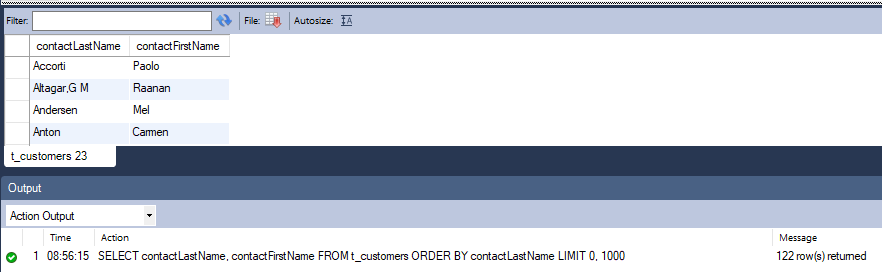 Filter: File: Autosize:
contactLastName contactFirstName
Accorti Paolo
Altagar,G M Raanan
Andersen Mel
Anton Carmen
t_customers 23
Output
Action Output
Time Action Message
1 08:56:15 SELECT contactLastName, contactFirstName FROM t_customers ORDER BY contactLastName LIMIT 0, 1000 122 row(s) returned